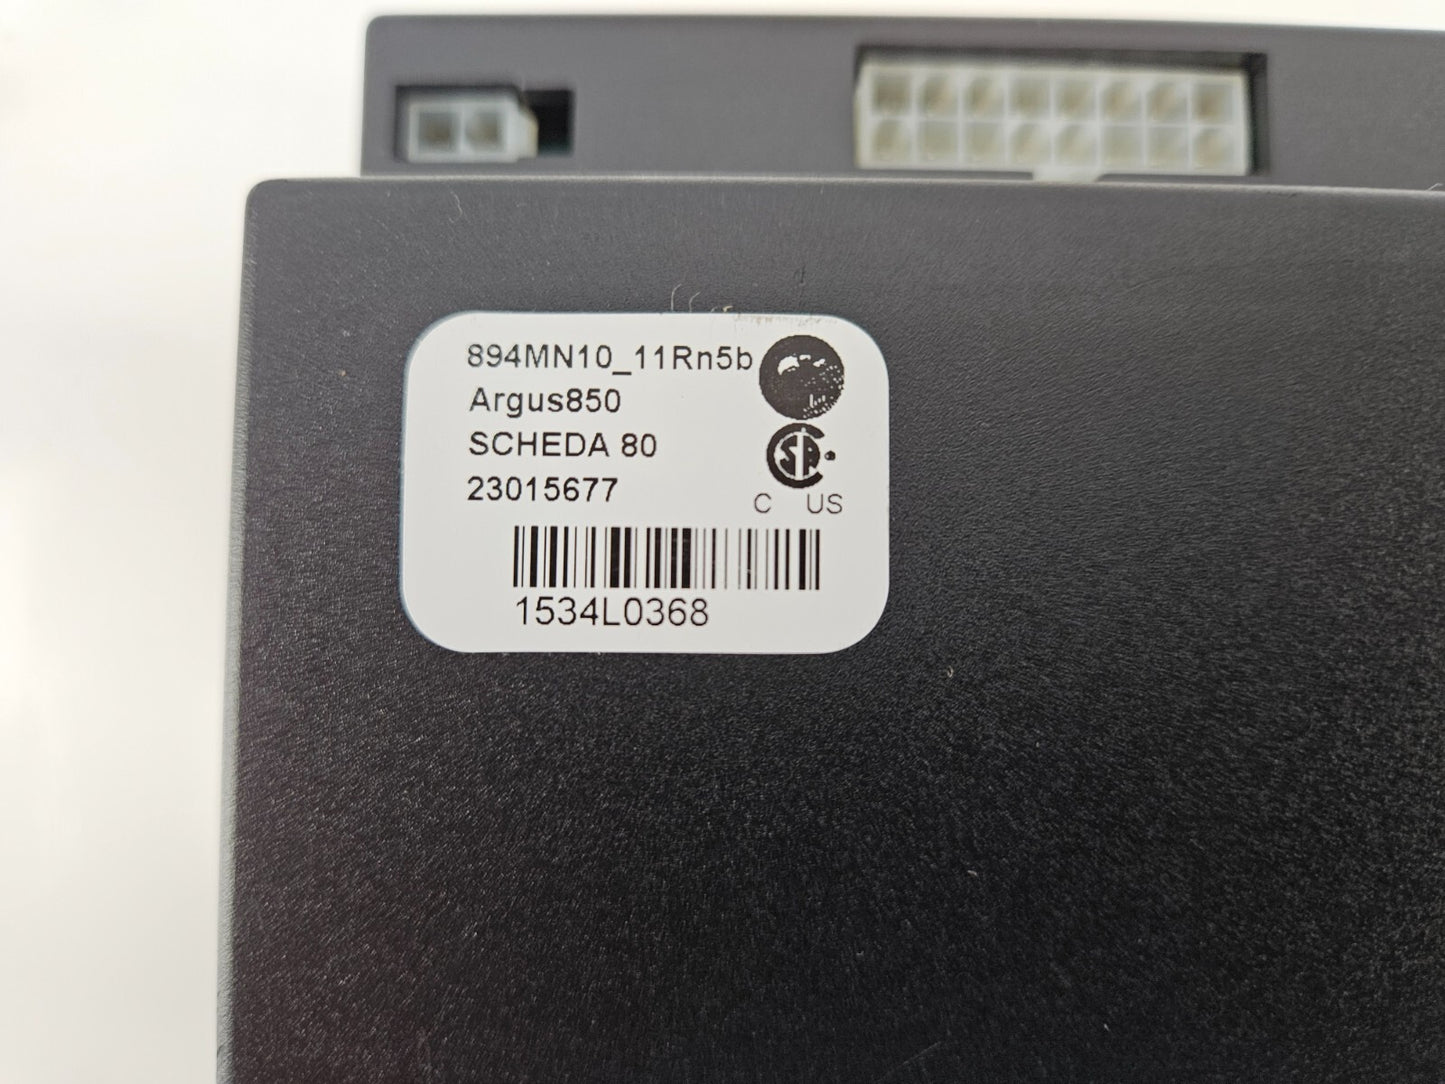 894MN10_11Rn5b
Argus850
SCHEDA 80
23015677
C US
1534L0368